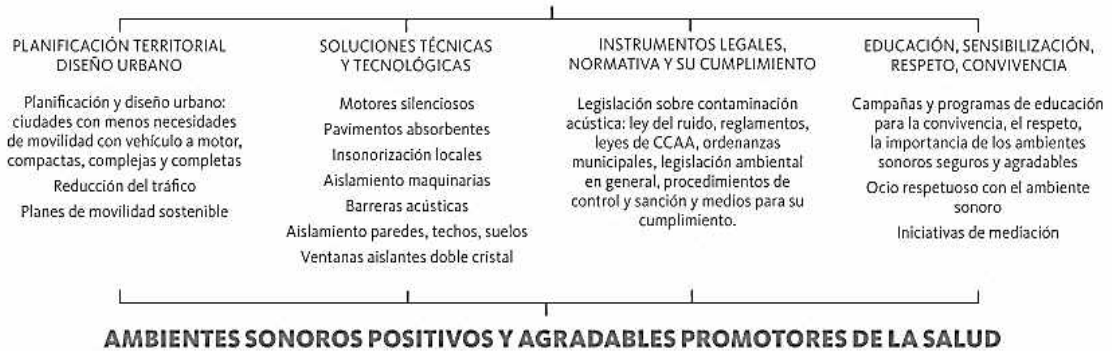 PLANIFICACIÓN TERRITORIAL
DISEÑO URBANO
Planificación y diseño urbano:
ciudades con menos necesidades
de movilidad con vehículo a motor,
compactas, complejas y completas
Reducción del tráfico
Planes de movilidad sostenible
SOLUCIONES TÉCNICAS
Y TECNOLÓGICAS
Motores silenciosos
Pavimentos absorbentes
Insonorización locales
Aislamiento maquinarias
Barreras acústicas
Aislamiento paredes, techos, suelos
Ventanas aislantes doble cristal
INSTRUMENTOS LEGALES,
NORMATIVA Y SU CUMPLIMIENTO
Legislación sobre contaminación
acústica: ley del ruido, reglamentos,
leyes de CCAA, ordenanzas
municipales, legislación ambiental
en general, procedimientos de
control y sanción y medios para su
cumplimiento.
EDUCACIÓN, SENSIBILIZACIÓN,
RESPETO, CONVIVENCIA
Campañas y programas de educación
para la convivencia, el respeto,
la importancia de los ambientes
sonoros seguros y agradables
Ocio respetuoso con el ambiente
sonoro
Iniciativas de mediación
AMBIENTES SONOROS POSITIVOS Y AGRADABLES PROMOTORES DE LA SALUD